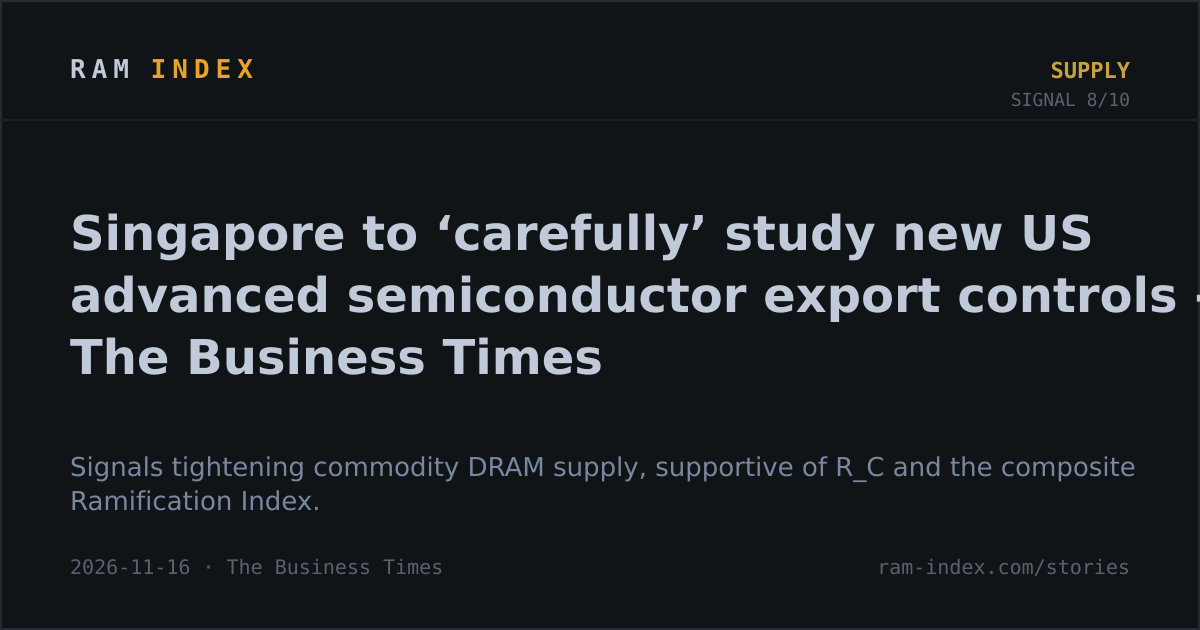 RAM INDEX
SUPPLY
SIGNAL 8/10
Singapore to ‘carefully’ study new US
advanced semiconductor export controls -
The Business Times
Signals tightening commodity DRAM supply, supportive of R_C and the composite
Ramification Index.
2026-11-16 · The Business Times
ram-index.com/stories